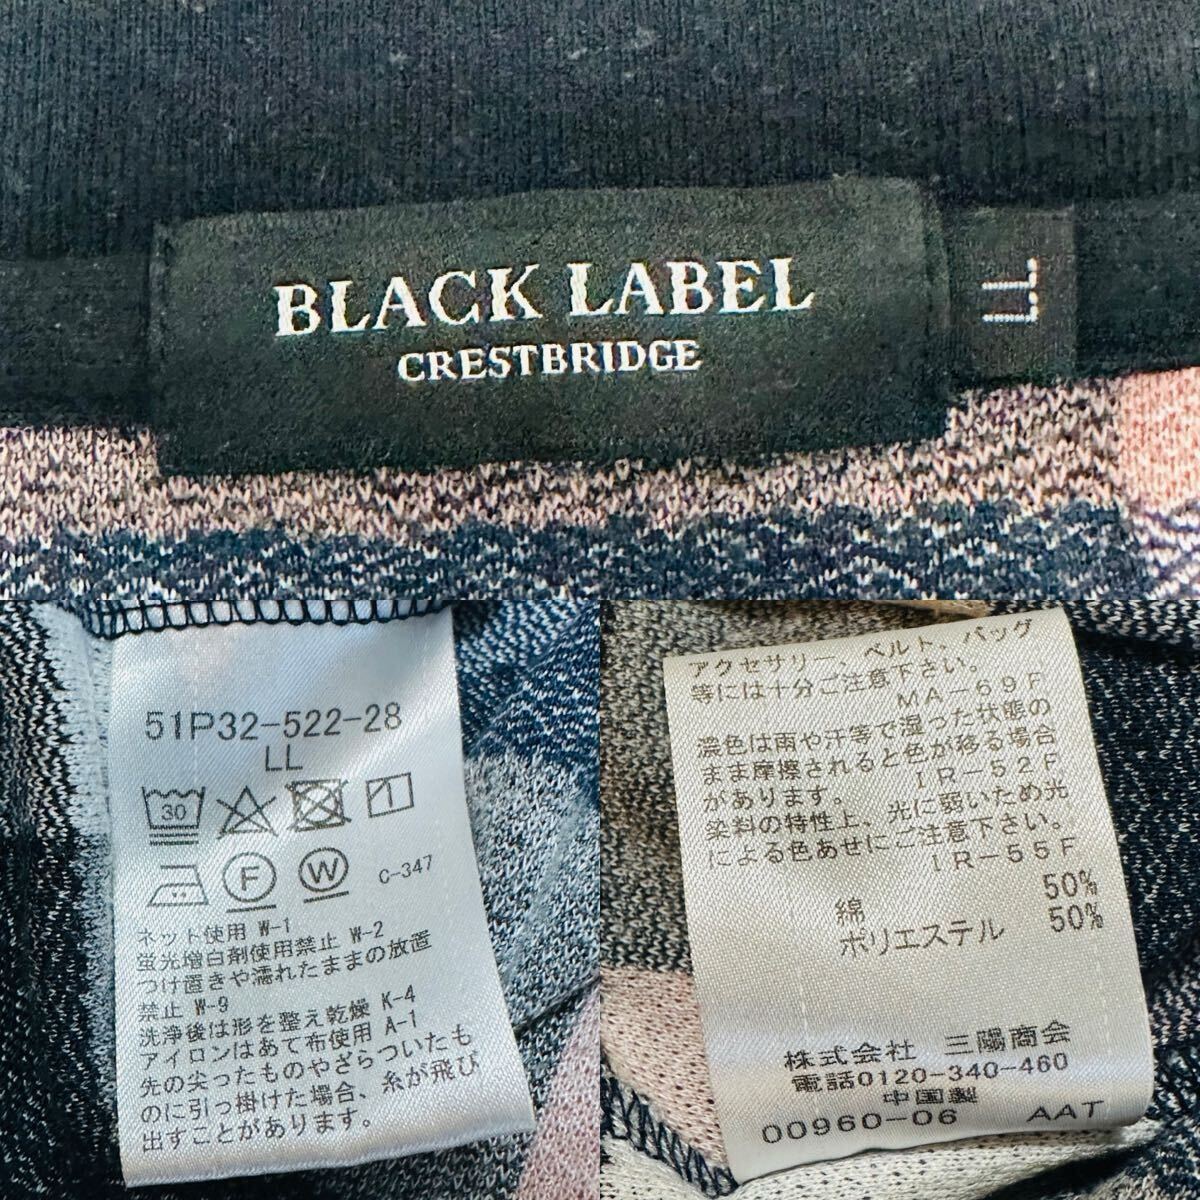 BLACK LABEL
CRESTBRIDGE
LL
51P32-522-28
LL
30
1
F
W
C-347
ネット使用 W-1
蛍光増白剤使用禁止 W-2
つけ置きや濡れたままの放置
禁止 W-9
洗浄後は形を整え乾燥 K-4
アイロンはあて布使用 A-1
先の尖ったものやざらついたも
のに引っ掛けた場合、糸が飛び
出すことがあります。
アクセサリー、ベルト、バッグ
等には十分ご注意下さい。
MA-69F
濃色は雨や汗等で湿った状態の
まま摩擦されると色が移る場合
があります。 IR-52F
染料の特性上、光に弱いため光
による色あせにご注意下さい。
IR-55F
綿 50%
ポリエステル 50%
株式会社 三陽商会
電話0120-340-460
中国製
00960-06 AAT